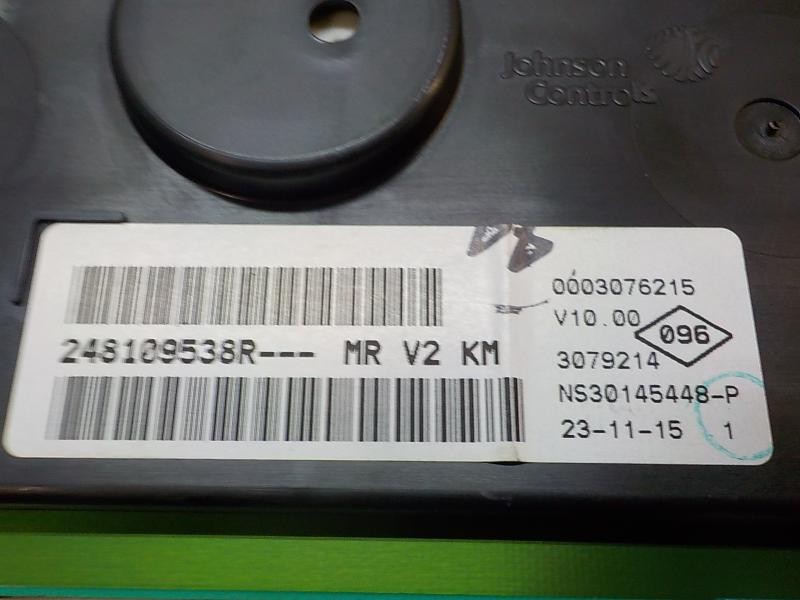 Johnson
Controls
0003076215
V10.00
096
248109538R--- MR V2 KM
3079214
NS30145448-P
23-11-15 1